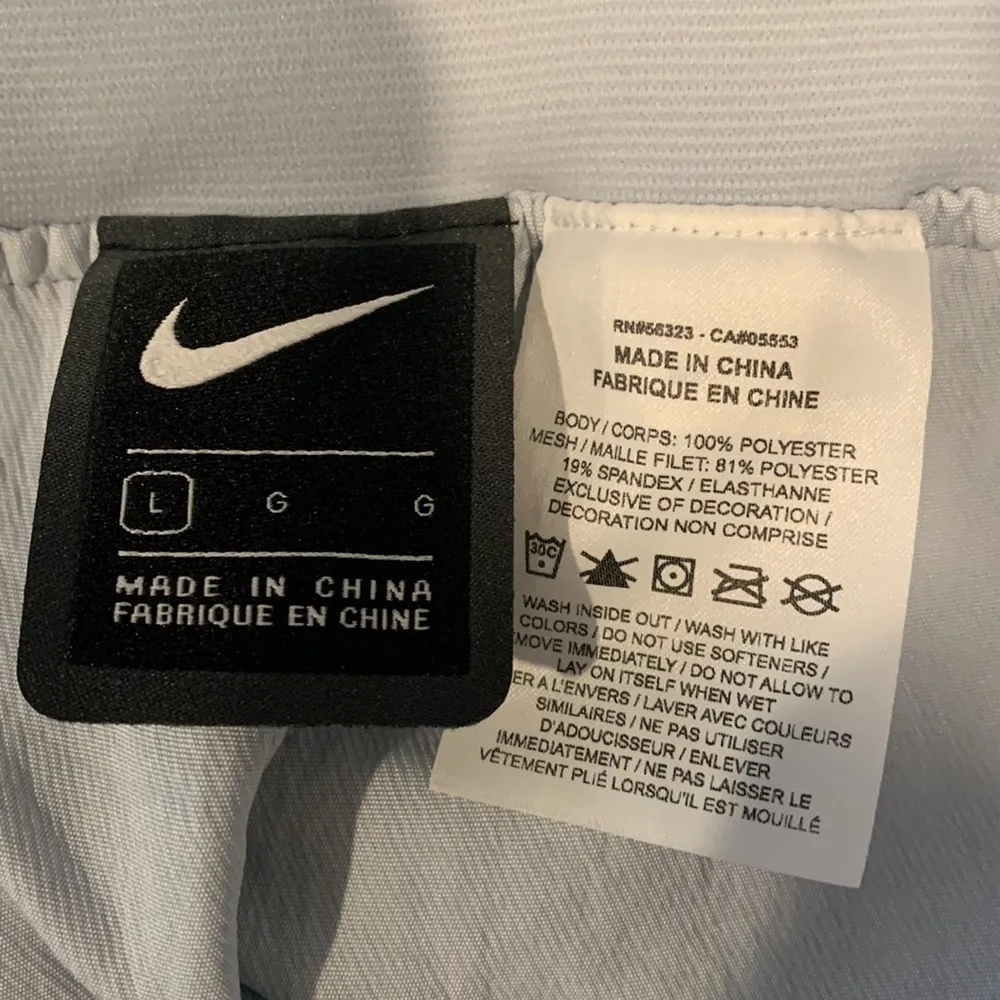 L G G
MADE IN CHINA
FABRIQUE EN CHINE
RN#56323 - CA#05553
MADE IN CHINA
FABRIQUE EN CHINE
BODY / CORPS: 100% POLYESTER
MESH / MAILLE FILET: 81% POLYESTER
19% SPANDEX / ELASTHANNE
EXCLUSIVE OF DECORATION /
DECORATION NON COMPRISE
30C
WASH INSIDE OUT / WASH WITH LIKE
COLORS / DO NOT USE SOFTENERS /
MOVE IMMEDIATELY / DO NOT ALLOW TO
LAY ON ITSELF WHEN WET
ER A L'ENVERS / LAVER AVEC COULEURS
SIMILAIRES / NE PAS UTILISER
D'ADOUCISSEUR / ENLEVER
IMMEDIATEMENT / NE PAS LAISSER LE
VÊTEMENT PLIÉ LORSQU'IL EST MOUILLÉ